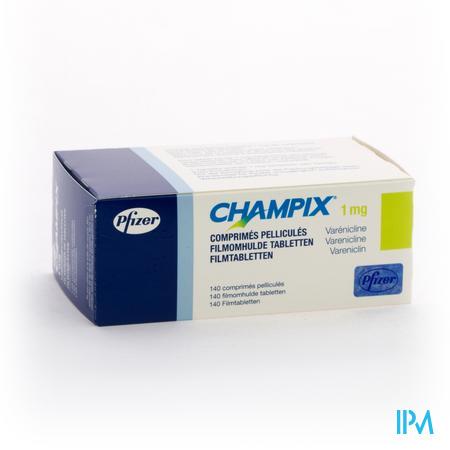 Pfizer
CHAMPIX® 1 mg
COMPRIMÉS PELLICULÉS
FILMOMHULDE TABLETTEN
FILMTABLETTEN
Varénicline
Varenicline
Vareniclin
140 comprimés pelliculés
140 filmomhulde tabletten
140 Filmtabletten
Pfizer
IPM